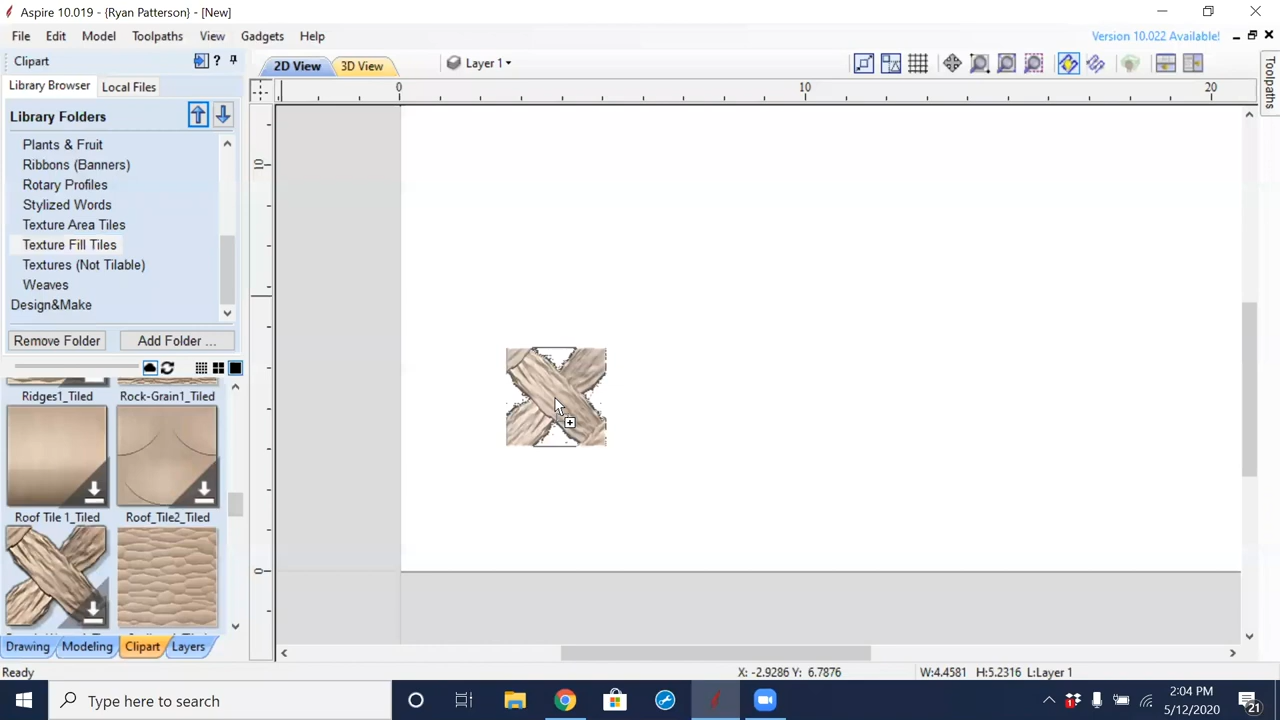 Aspire 10.019 - {Ryan Patterson} - [New]
File Edit Model Toolpaths View Gadgets Help
Version 10.022 Available!
Clipart
?
2D View
3D View
Layer 1
Toolpaths
Library Browser
Local Files
0
10
20
Library Folders
Plants & Fruit
Ribbons (Banners)
Rotary Profiles
Stylized Words
Texture Area Tiles
Texture Fill Tiles
Textures (Not Tilable)
Weaves
Design&Make
10
0
Remove Folder
Add Folder ...
Ridges1_Tiled
Rock-Grain1_Tiled
Roof Tile 1_Tiled
Roof_Tile2_Tiled
Drawing
Modeling
Clipart
Layers
Ready
X: -2.9286 Y: 6.7876
W:4.4581 H:5.2316 L:Layer 1
Type here to search
2:04 PM
5/12/2020
21